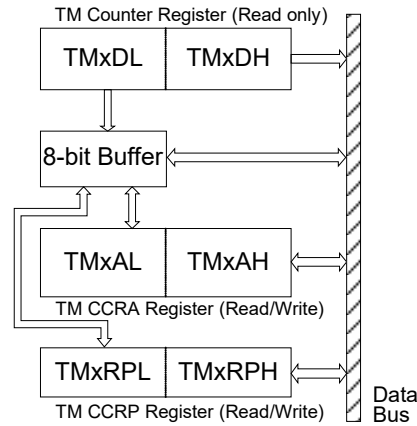 TM Counter Register (Read only)
TMxDL TMxDH
8-bit Buffer
TMxAL TMxAH
TM CCRA Register (Read/Write)
TMxRPL TMxRPH
TM CCRP Register (Read/Write)
Data
Bus